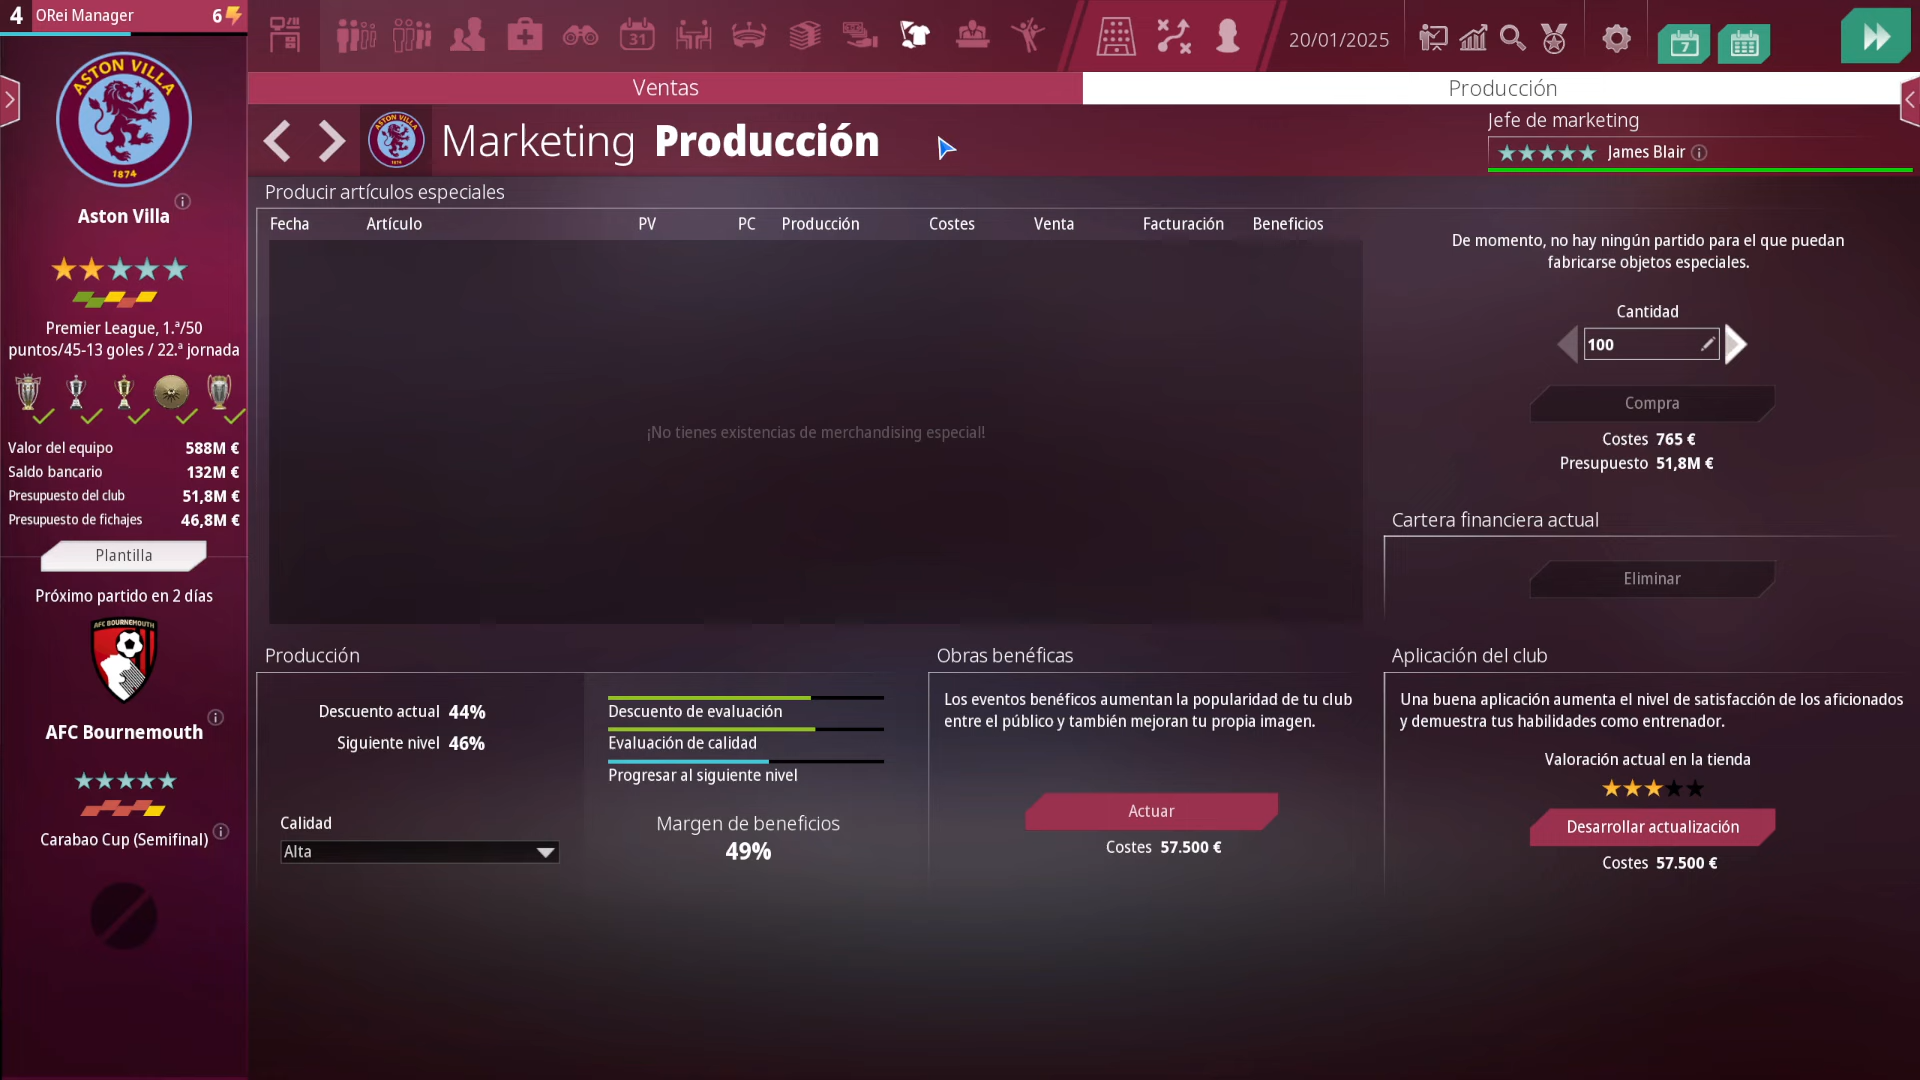 4 ORei Manager 6
31
20/01/2025
7
Ventas
Producción
ASTON VILLA
1874
ASTON VILLA
1874
Marketing Producción
Jefe de marketing
James Blair
Aston Villa
Premier League, 1.ª/50
puntos/45-13 goles / 22.ª jornada
Valor del equipo 588M €
Saldo bancario 132M €
Presupuesto del club 51,8M €
Presupuesto de fichajes 46,8M €
Plantilla
Próximo partido en 2 días
AFC BOURNEMOUTH
AFC Bournemouth
Carabao Cup (Semifinal)
Producir artículos especiales
Fecha Artículo PV PC Producción Costes Venta Facturación Beneficios
¡No tienes existencias de merchandising especial!
De momento, no hay ningún partido para el que puedan
fabricarse objetos especiales.
Cantidad
100
Compra
Costes 765 €
Presupuesto 51,8M €
Cartera financiera actual
Eliminar
Producción
Descuento actual 44%
Siguiente nivel 46%
Calidad
Alta
Descuento de evaluación
Evaluación de calidad
Progresar al siguiente nivel
Margen de beneficios
49%
Obras benéficas
Los eventos benéficos aumentan la popularidad de tu club
entre el público y también mejoran tu propia imagen.
Actuar
Costes 57.500 €
Aplicación del club
Una buena aplicación aumenta el nivel de satisfacción de los aficionados
y demuestra tus habilidades como entrenador.
Valoración actual en la tienda
Desarrollar actualización
Costes 57.500 €